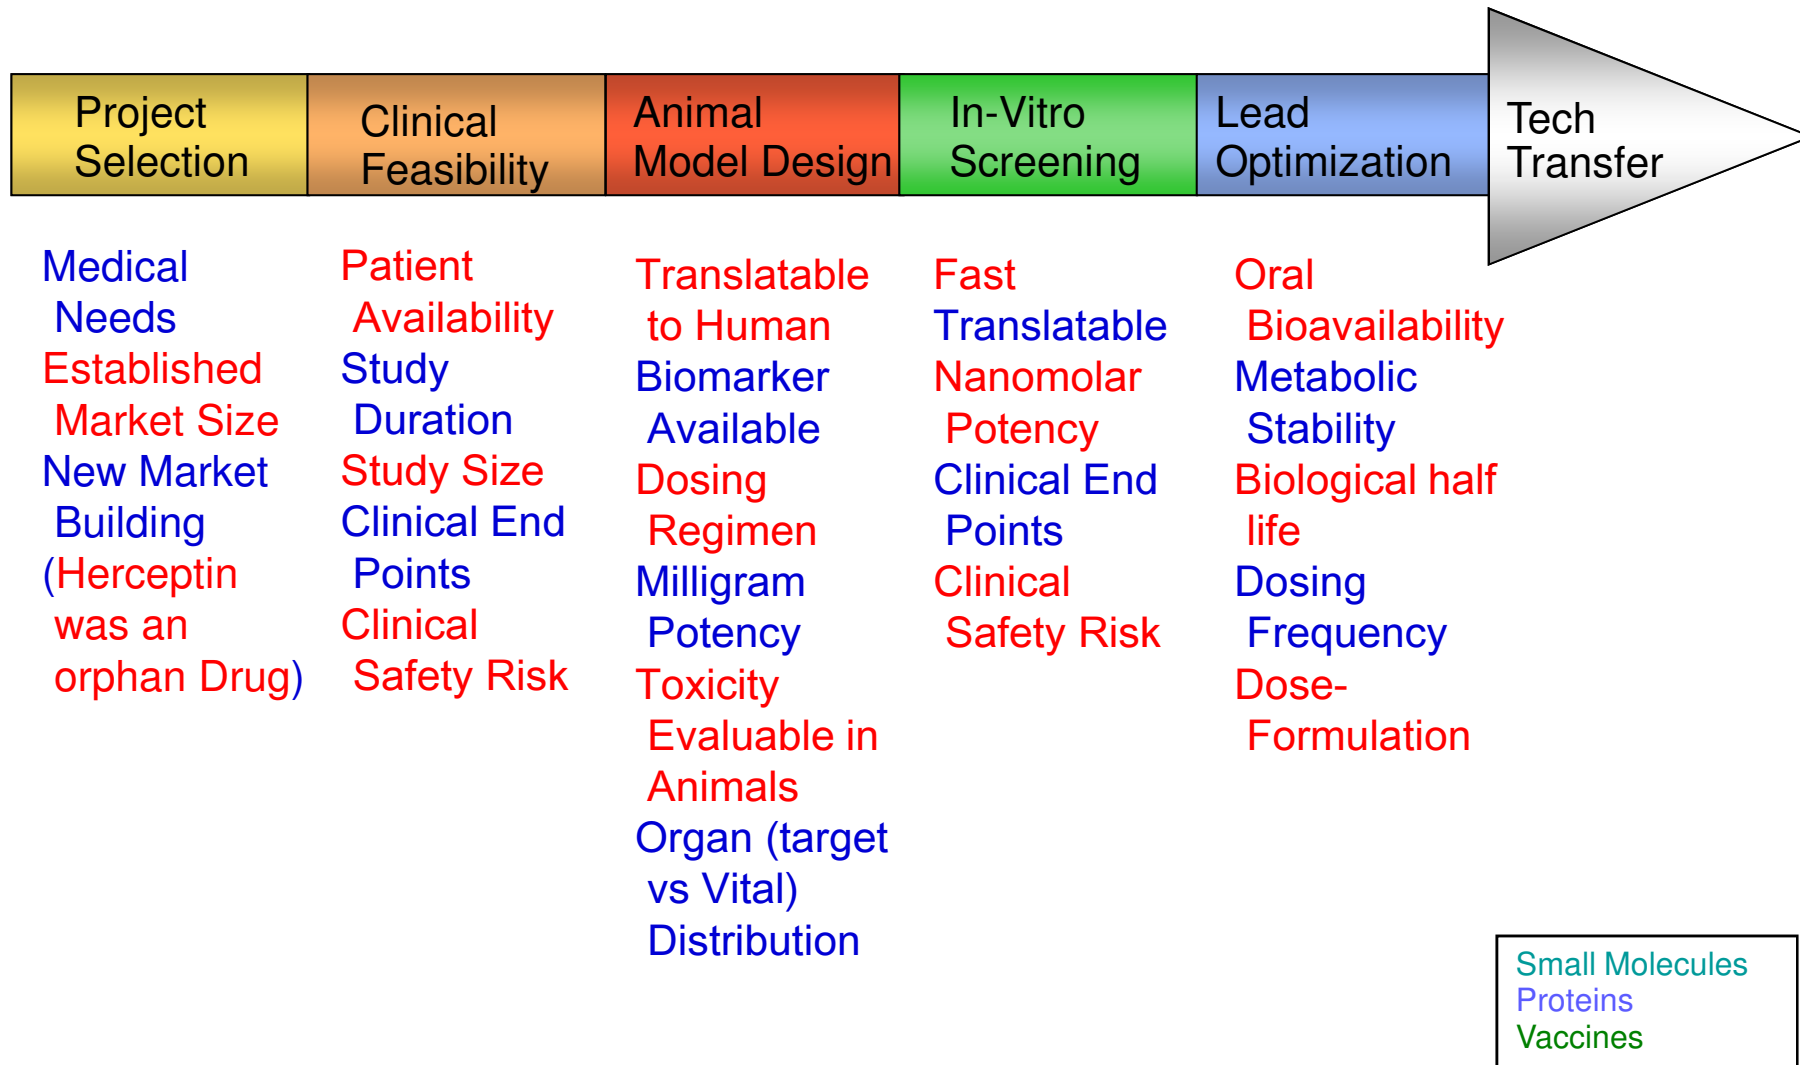 Project
Selection
Clinical
Feasibility
Animal
Model Design
In-Vitro
Screening
Lead
Optimization
Tech
Transfer
Medical
Needs
Established
Market Size
New Market
Building
(Herceptin
was an
orphan Drug)
Patient
Availability
Study
Duration
Study Size
Clinical End
Points
Clinical
Safety Risk
Translatable
to Human
Biomarker
Available
Dosing
Regimen
Milligram
Potency
Toxicity
Evaluable in
Animals
Organ (target
vs Vital)
Distribution
Fast
Translatable
Nanomolar
Potency
Clinical End
Points
Clinical
Safety Risk
Oral
Bioavailability
Metabolic
Stability
Biological half
life
Dosing
Frequency
Dose-
Formulation
Small Molecules
Proteins
Vaccines